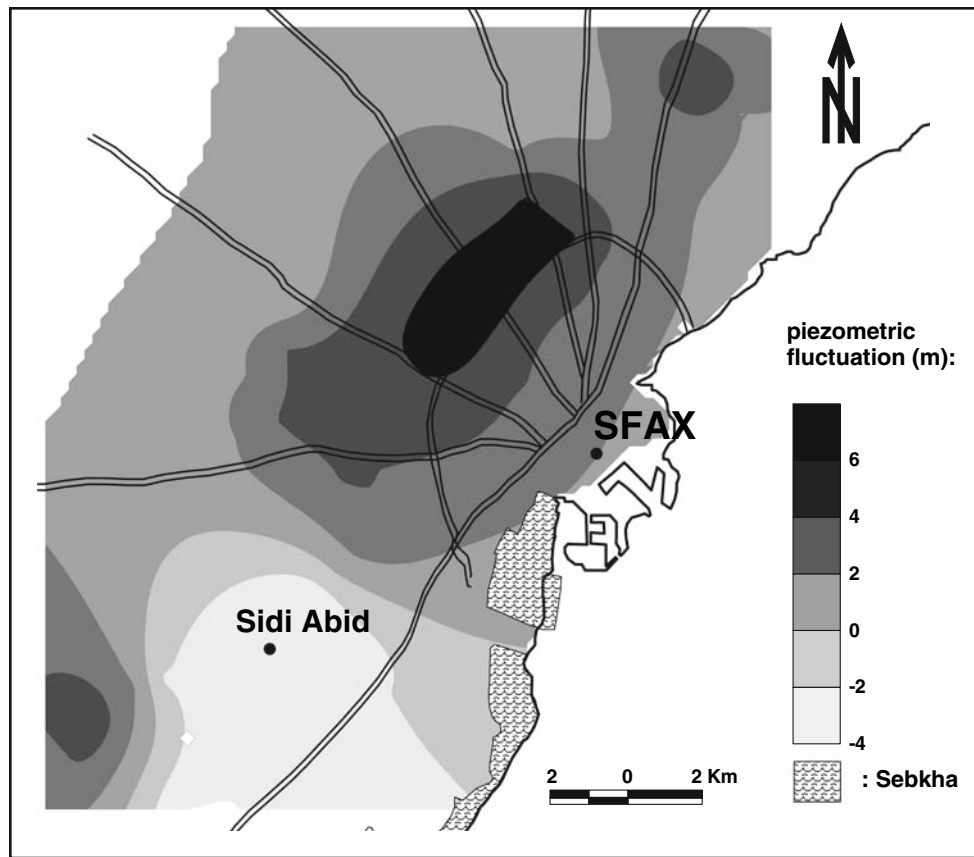 N
piezometric
fluctuation (m):
6
4
2
0
-2
-4
: Sebkha
SFAX
Sidi Abid
2 0 2 Km